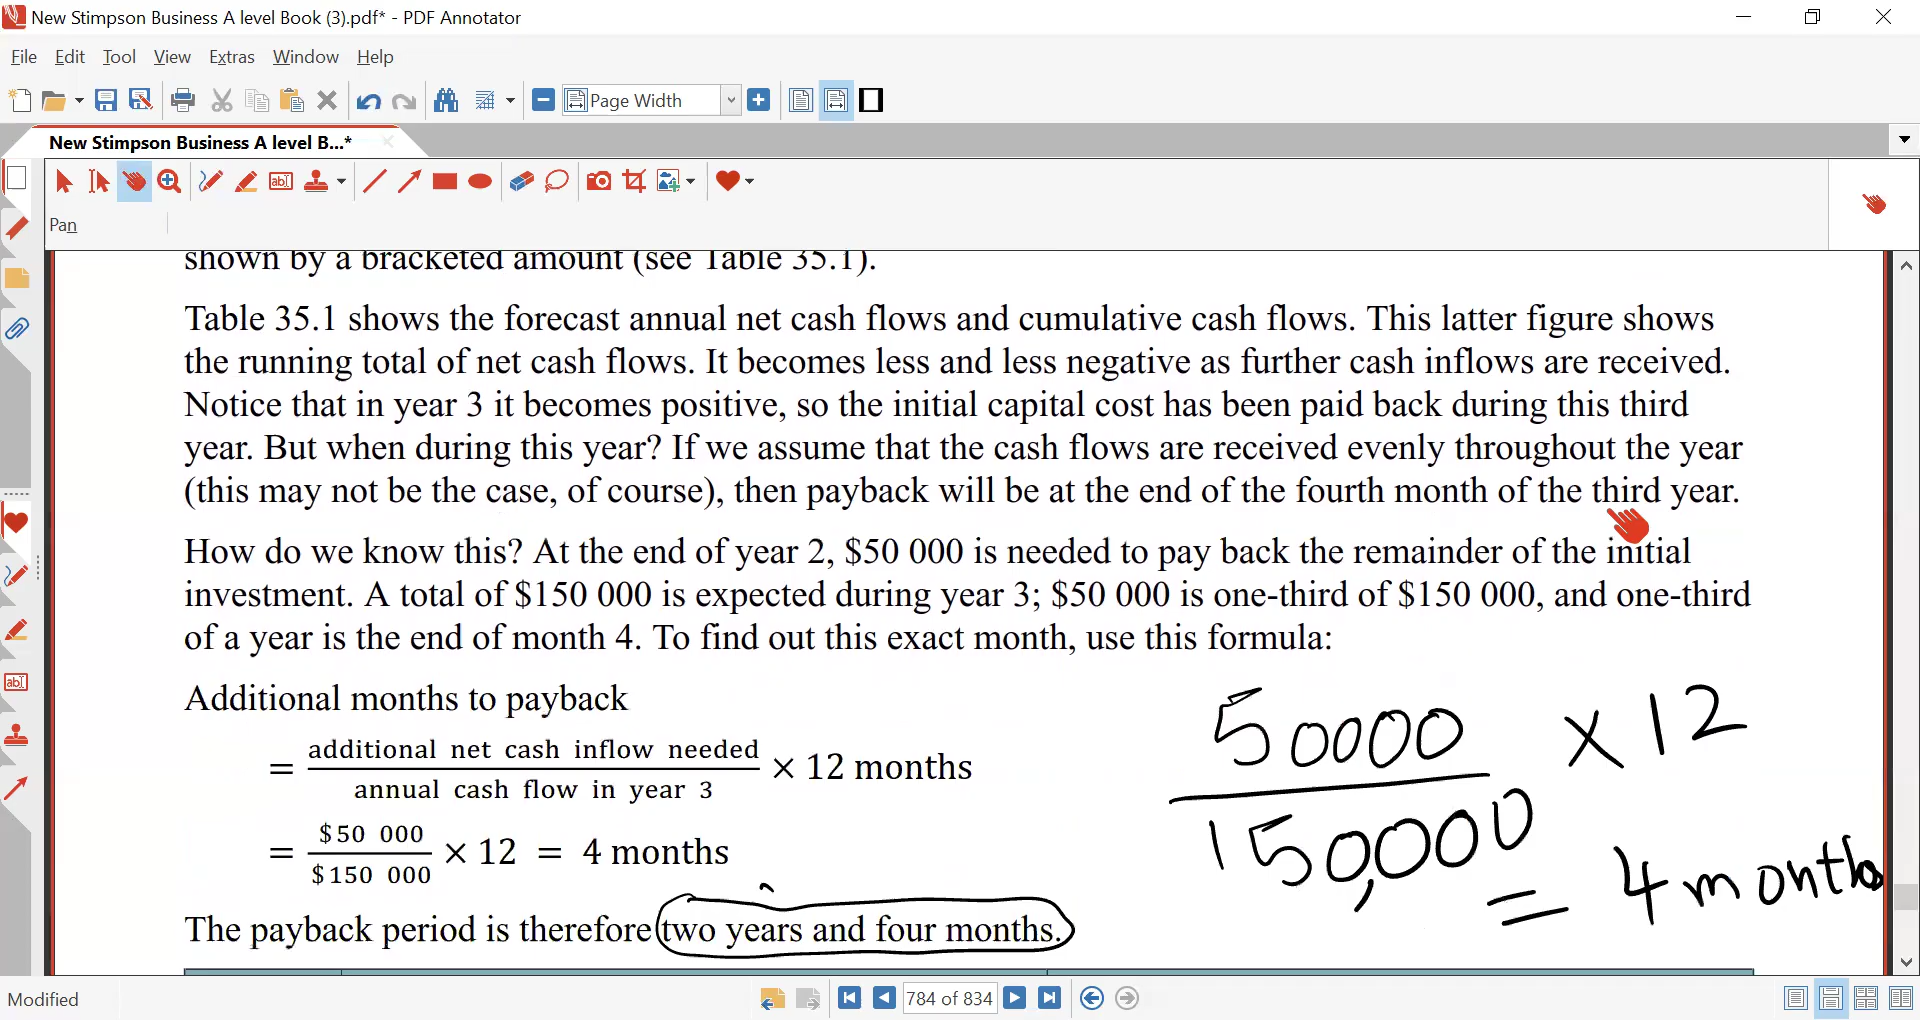 New Stimpson Business A level Book (3).pdf* - PDF Annotator
File Edit Tool View Extras Window Help
Page Width
New Stimpson Business A level B...*
Pan
shown by a bracketed amount (see Table 35.1).
Table 35.1 shows the forecast annual net cash flows and cumulative cash flows. This latter figure shows
the running total of net cash flows. It becomes less and less negative as further cash inflows are received.
Notice that in year 3 it becomes positive, so the initial capital cost has been paid back during this third
year. But when during this year? If we assume that the cash flows are received evenly throughout the year
(this may not be the case, of course), then payback will be at the end of the fourth month of the third year.
How do we know this? At the end of year 2, $50 000 is needed to pay back the remainder of the initial
investment. A total of $150 000 is expected during year 3; $50 000 is one-third of $150 000, and one-third
of a year is the end of month 4. To find out this exact month, use this formula:
Additional months to payback
= additional net cash inflow needed / annual cash flow in year 3 × 12 months
= $50 000 / $150 000 × 12 = 4 months
The payback period is therefore two years and four months.
50000 × 12
150,000
= 4 months
Modified
784 of 834